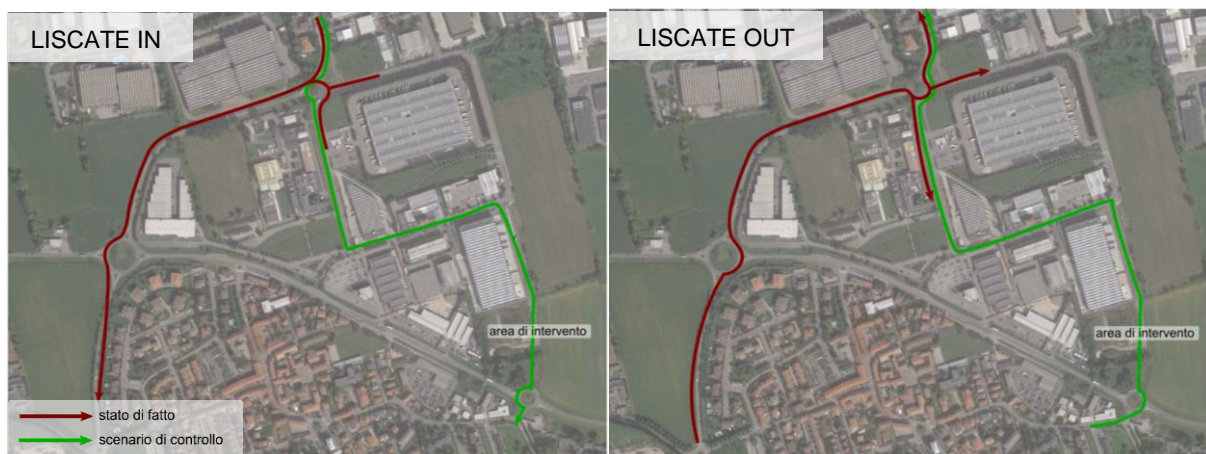 LISCATE IN
LISCATE OUT
area di intervento
area di intervento
stato di fatto
scenario di controllo